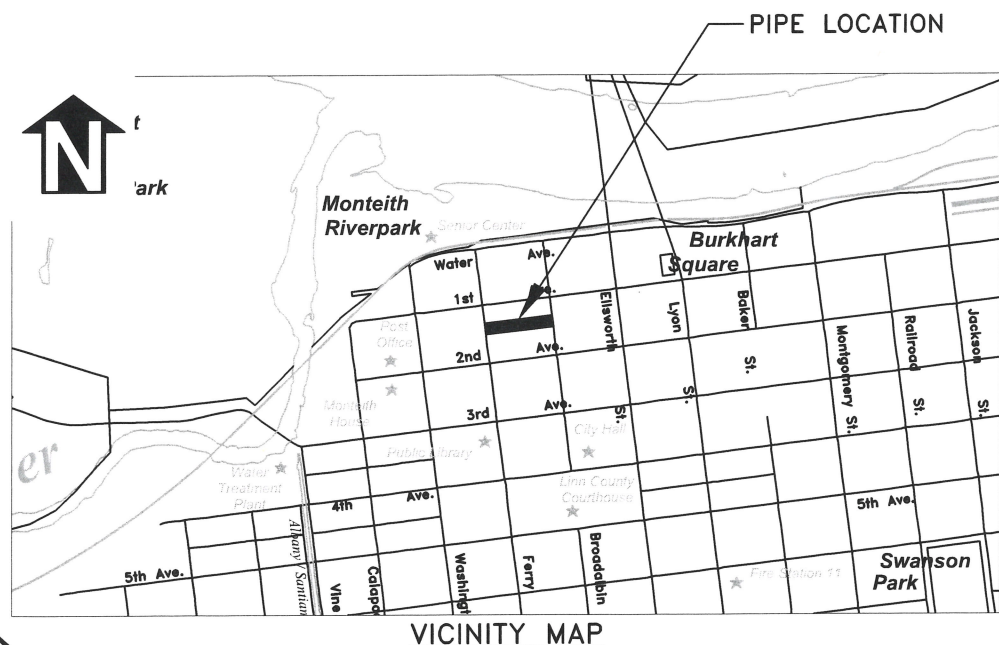 PIPE LOCATION
N
t
ark
Monteith
Riverpark
Senior Center
Burkhart
Square
Water
Ave.
1st
Ave.
Post
Office
2nd
Ave.
Ellsworth
St.
Lyon
St.
Baker
St.
Montgomery St.
Railroad
St.
Jackson
St.
Monteith
House
3rd
Ave.
Public Library
City Hall
er
Water
Treatment
Plant
Linn County
Courthouse
4th
Ave.
5th Ave.
Albany / Santiam
5th Ave.
Vine
Calapo
Washingt
Ferry
Broadalbin
Fire Station 11
Swanson
Park
VICINITY MAP